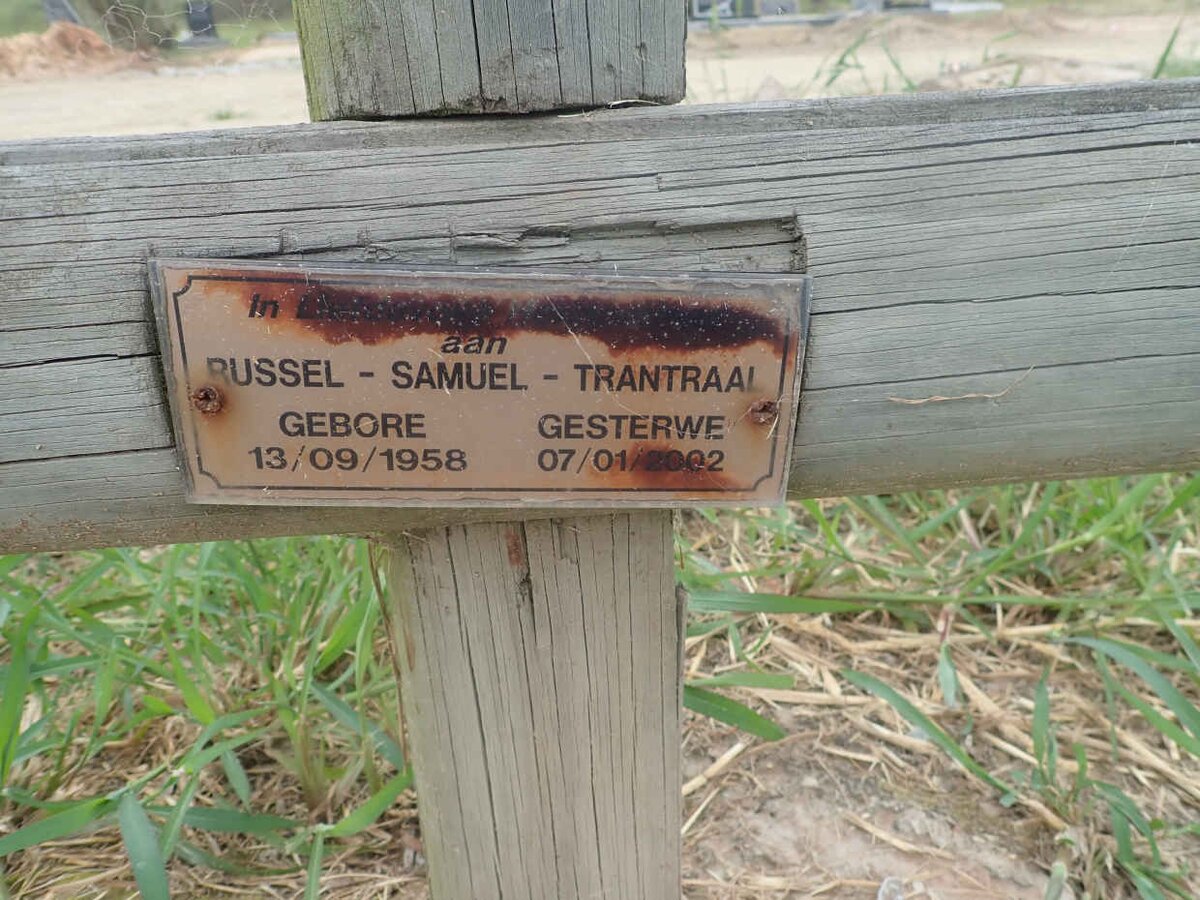 In
aan
RUSSEL - SAMUEL - TRANTRAAL
GEBORE GESTERWE
13/09/1958 07/01/2002